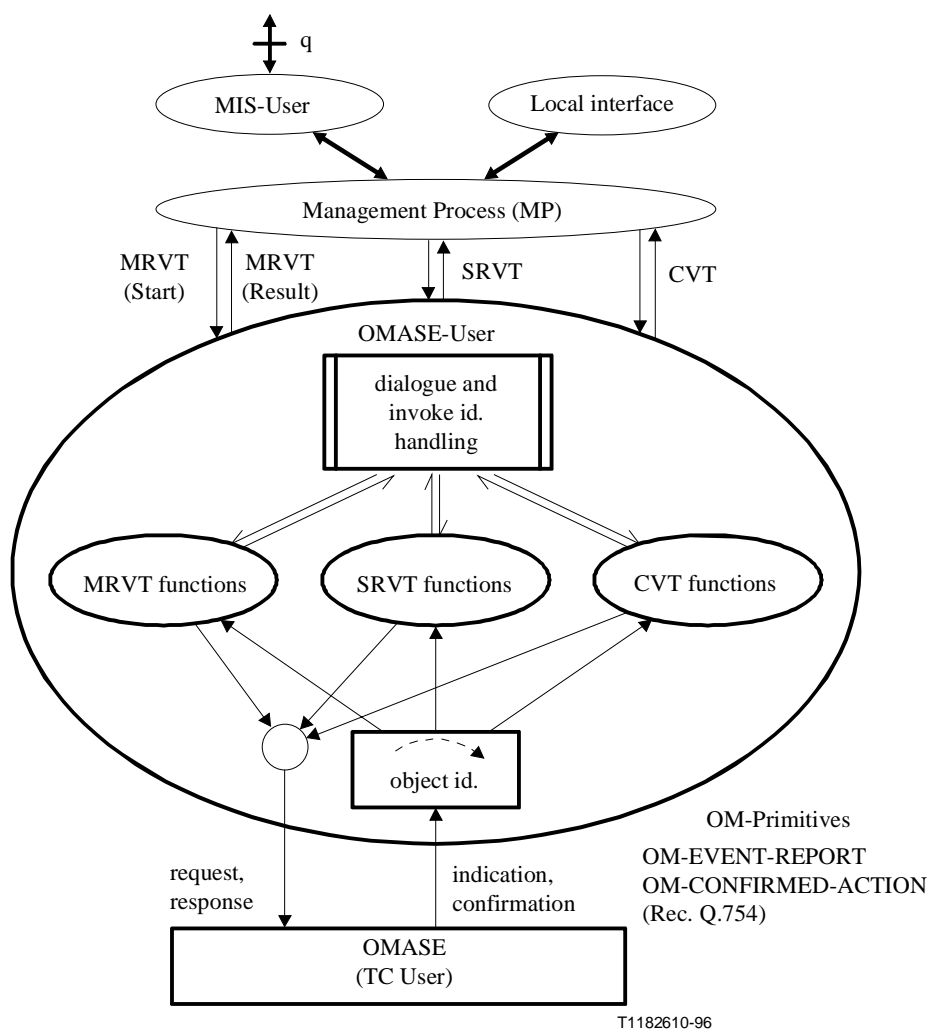 q
MIS-User
Local interface
Management Process (MP)
MRVT
(Start)
MRVT
(Result)
SRVT
CVT
OMASE-User
dialogue and
invoke id.
handling
MRVT functions
SRVT functions
CVT functions
object id.
OM-Primitives
OM-EVENT-REPORT
OM-CONFIRMED-ACTION
(Rec. Q.754)
request,
response
indication,
confirmation
OMASE
(TC User)
T1182610-96